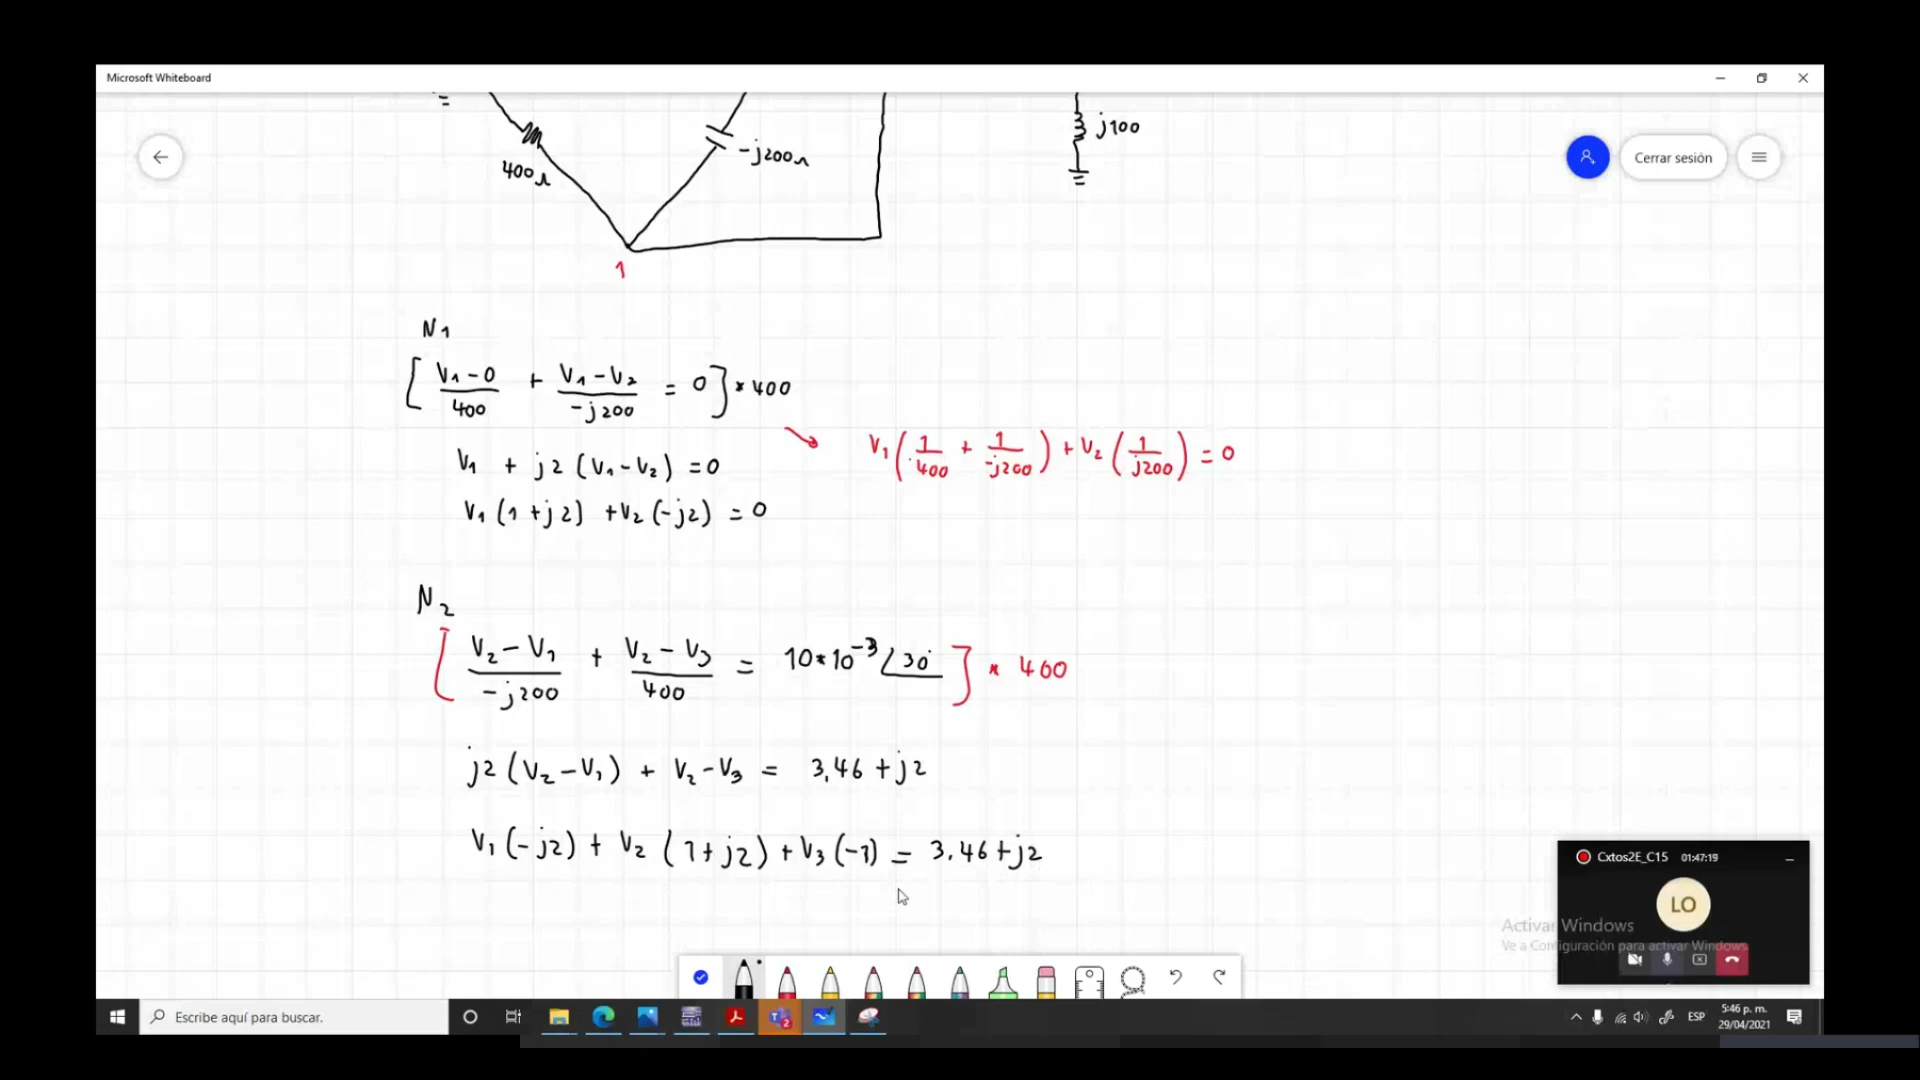 Microsoft Whiteboard
400Ω
-j200Ω
j100
Cerrar sesión
1
N1
[ (V1-0)/400 + (V1-V2)/(-j200) = 0 ] * 400
V1 + j2 (V1-V2) = 0
V1 (1+j2) + V2 (-j2) = 0
V1 ( 1/400 + 1/(-j200) ) + V2 ( 1/(j200) ) = 0
N2
[ (V2-V1)/(-j200) + (V2-V3)/400 = 10*10^-3 ∠30° ] * 400
j2 (V2-V1) + V2-V3 = 3,46 + j2
V1 (-j2) + V2 (1+j2) + V3 (-1) = 3.46 + j2
Cxtos2E_C15 01:47:19
LO
Activar Windows
Ve a Configuración para activar Windows.
Escribe aquí para buscar.
ESP
5:46 p. m.
29/04/2021